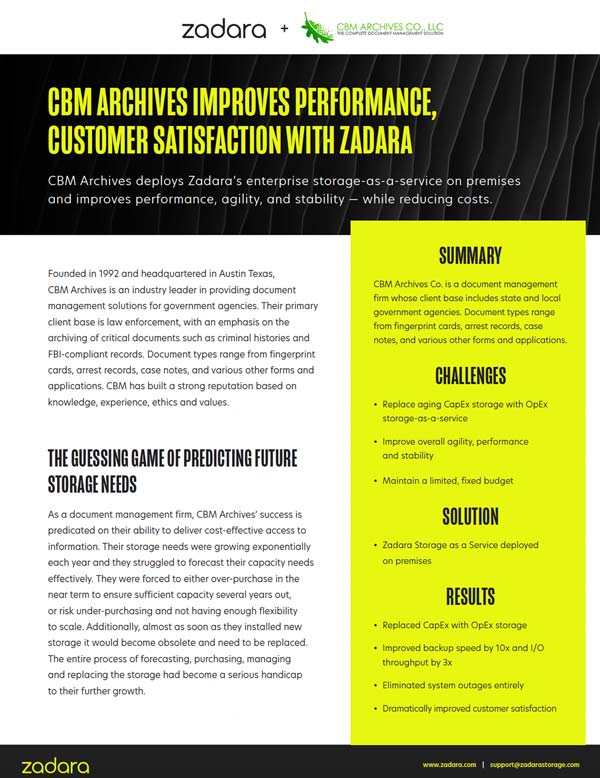 zadara + CBM ARCHIVES CO., LLC
THE COMPLETE DOCUMENT MANAGEMENT SOLUTION
CBM ARCHIVES IMPROVES PERFORMANCE,
CUSTOMER SATISFACTION WITH ZADARA
CBM Archives deploys Zadara's enterprise storage-as-a-service on premises
and improves performance, agility, and stability — while reducing costs.
Founded in 1992 and headquartered in Austin Texas,
CBM Archives is an industry leader in providing document
management solutions for government agencies. Their primary
client base is law enforcement, with an emphasis on the
archiving of critical documents such as criminal histories and
FBI-compliant records. Document types range from fingerprint
cards, arrest records, case notes, and various other forms and
applications. CBM has built a strong reputation based on
knowledge, experience, ethics and values.
THE GUESSING GAME OF PREDICTING FUTURE
STORAGE NEEDS
As a document management firm, CBM Archives' success is
predicated on their ability to deliver cost-effective access to
information. Their storage needs were growing exponentially
each year and they struggled to forecast their capacity needs
effectively. They were forced to either over-purchase in the
near term to ensure sufficient capacity several years out,
or risk under-purchasing and not having enough flexibility
to scale. Additionally, almost as soon as they installed new
storage it would become obsolete and need to be replaced.
The entire process of forecasting, purchasing, managing
and replacing the storage had become a serious handicap
to their further growth.
SUMMARY
CBM Archives Co. is a document management
firm whose client base includes state and local
government agencies. Document types range
from fingerprint cards, arrest records, case
notes, and various other forms and applications.
CHALLENGES
• Replace aging CapEx storage with OpEx
storage-as-a-service
• Improve overall agility, performance
and stability
• Maintain a limited, fixed budget
SOLUTION
• Zadara Storage as a Service deployed
on premises
RESULTS
• Replaced CapEx with OpEx storage
• Improved backup speed by 10x and I/O
throughput by 3x
• Eliminated system outages entirely
• Dramatically improved customer satisfaction
zadara
www.zadara.com | support@zadarastorage.com